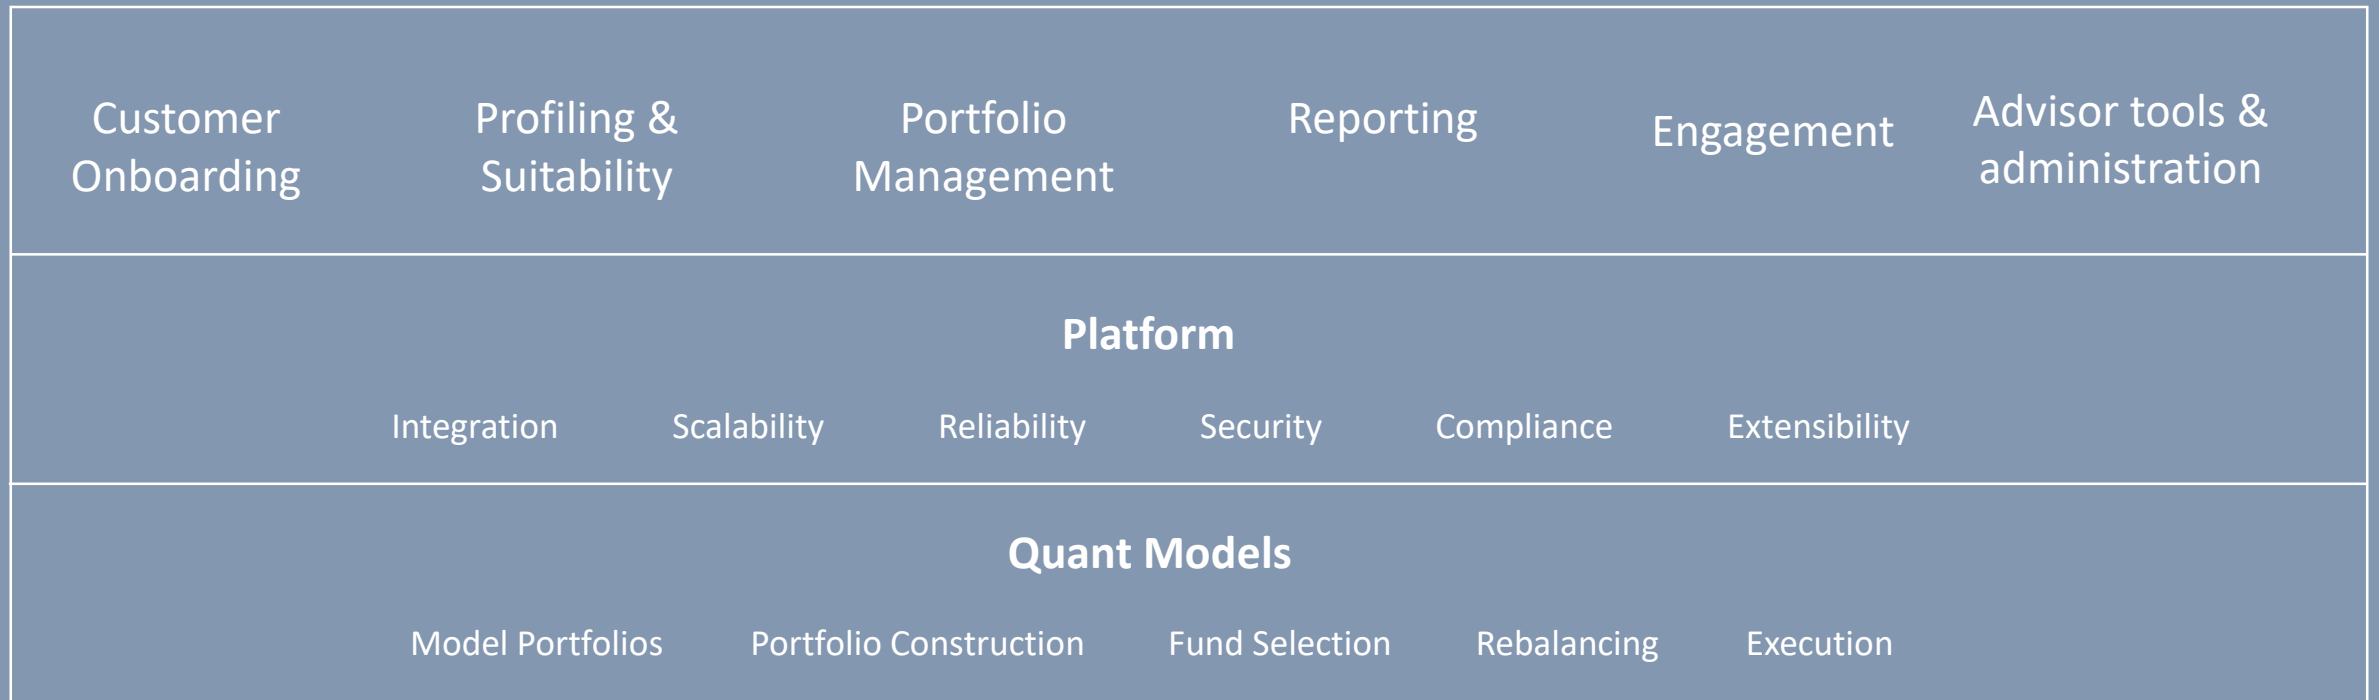 Customer
Onboarding
Profiling &
Suitability
Portfolio
Management
Reporting
Engagement
Advisor tools &
administration
Platform
Integration Scalability Reliability Security Compliance Extensibility
Quant Models
Model Portfolios Portfolio Construction Fund Selection Rebalancing Execution